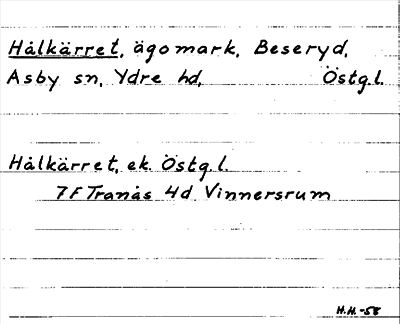 Hålkärret, ägomark, Beseryd,
Asby sn, Ydre hd, Östg.l.
Hålkärret, ek. Östg.l.
7F Tranås 4d Vinnersrum
H.H.-58